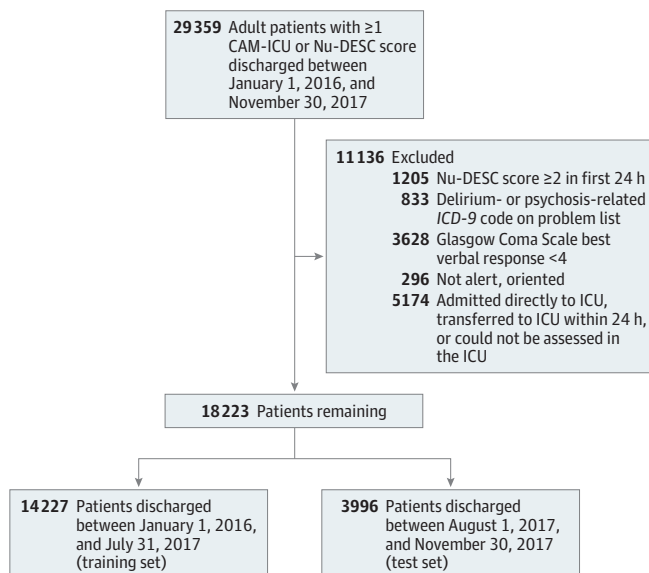 29359 Adult patients with ≥1
CAM-ICU or Nu-DESC score
discharged between
January 1, 2016, and
November 30, 2017
11136 Excluded
1205 Nu-DESC score ≥2 in first 24 h
833 Delirium- or psychosis-related
ICD-9 code on problem list
3628 Glasgow Coma Scale best
verbal response <4
296 Not alert, oriented
5174 Admitted directly to ICU,
transferred to ICU within 24 h,
or could not be assessed in
the ICU
18223 Patients remaining
14227 Patients discharged
between January 1, 2016,
and July 31, 2017
(training set)
3996 Patients discharged
between August 1, 2017,
and November 30, 2017
(test set)